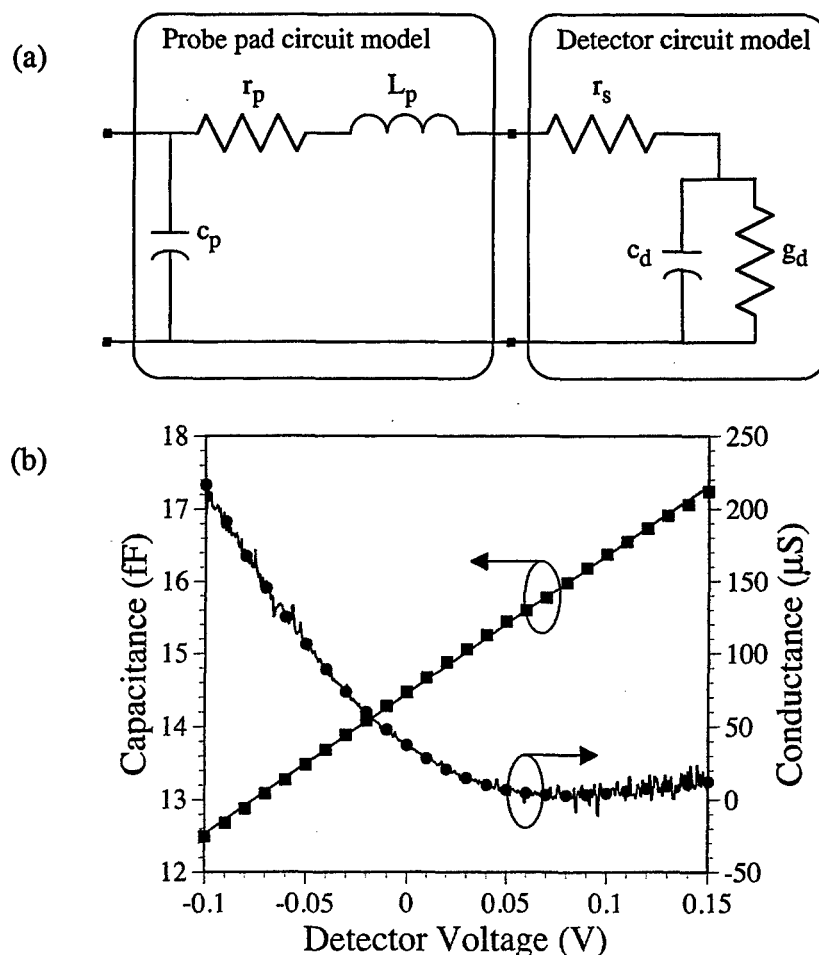 (a)
Probe pad circuit model
Detector circuit model
r_p
L_p
r_s
c_p
c_d
g_d
(b)
18
17
16
15
14
13
12
Capacitance (fF)
250
200
150
100
50
0
-50
Conductance (μS)
-0.1
-0.05
0
0.05
0.1
0.15
Detector Voltage (V)